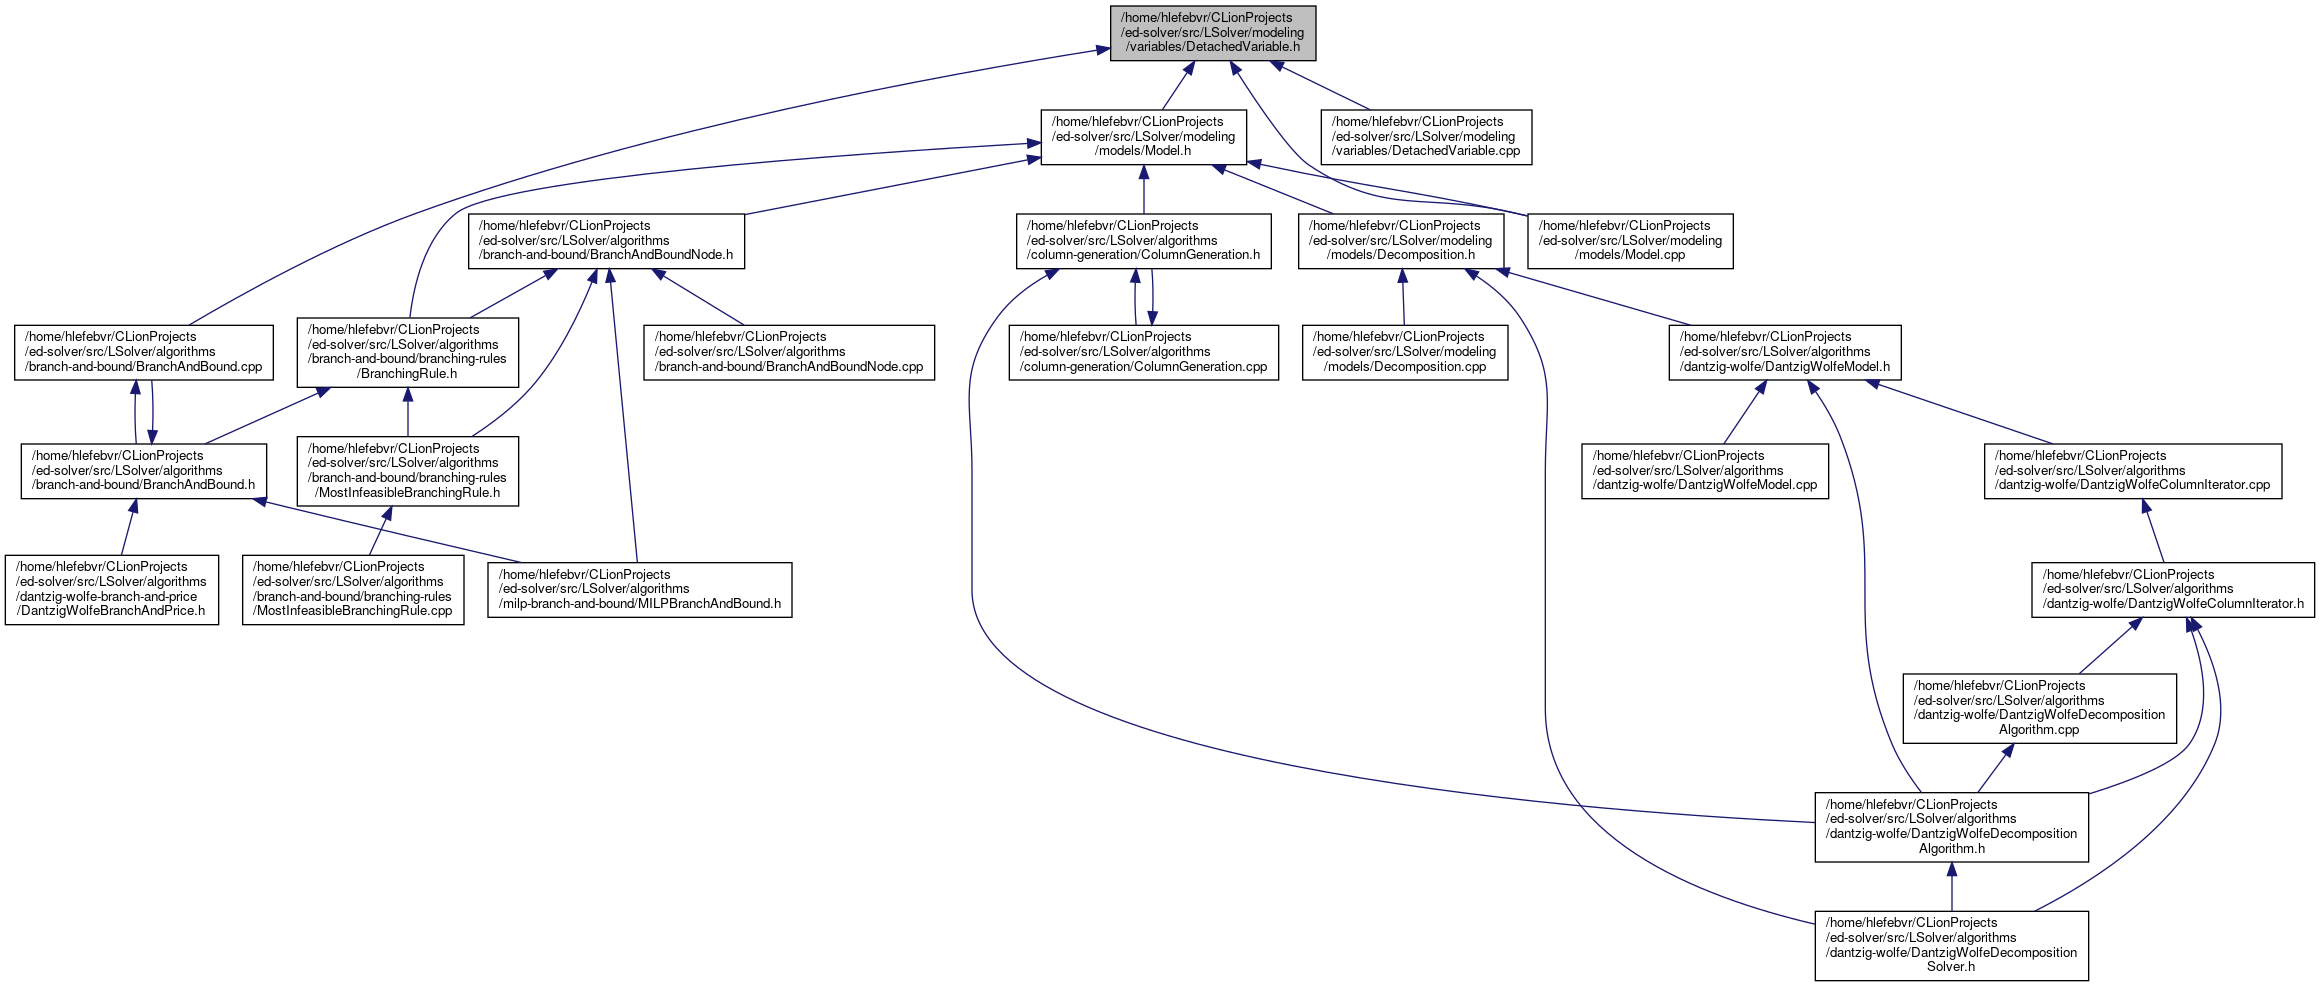 /home/hlefebvr/CLionProjects
/ed-solver/src/LSolver/modeling
/variables/DetachedVariable.h
/home/hlefebvr/CLionProjects
/ed-solver/src/LSolver/modeling
/models/Model.h
/home/hlefebvr/CLionProjects
/ed-solver/src/LSolver/modeling
/variables/DetachedVariable.cpp
/home/hlefebvr/CLionProjects
/ed-solver/src/LSolver/algorithms
/branch-and-bound/BranchAndBoundNode.h
/home/hlefebvr/CLionProjects
/ed-solver/src/LSolver/algorithms
/column-generation/ColumnGeneration.h
/home/hlefebvr/CLionProjects
/ed-solver/src/LSolver/modeling
/models/Decomposition.h
/home/hlefebvr/CLionProjects
/ed-solver/src/LSolver/modeling
/models/Model.cpp
/home/hlefebvr/CLionProjects
/ed-solver/src/LSolver/algorithms
/branch-and-bound/BranchAndBound.cpp
/home/hlefebvr/CLionProjects
/ed-solver/src/LSolver/algorithms
/branch-and-bound/branching-rules
/BranchingRule.h
/home/hlefebvr/CLionProjects
/ed-solver/src/LSolver/algorithms
/branch-and-bound/BranchAndBoundNode.cpp
/home/hlefebvr/CLionProjects
/ed-solver/src/LSolver/algorithms
/column-generation/ColumnGeneration.cpp
/home/hlefebvr/CLionProjects
/ed-solver/src/LSolver/modeling
/models/Decomposition.cpp
/home/hlefebvr/CLionProjects
/ed-solver/src/LSolver/algorithms
/dantzig-wolfe/DantzigWolfeModel.h
/home/hlefebvr/CLionProjects
/ed-solver/src/LSolver/algorithms
/branch-and-bound/BranchAndBound.h
/home/hlefebvr/CLionProjects
/ed-solver/src/LSolver/algorithms
/branch-and-bound/branching-rules
/MostInfeasibleBranchingRule.h
/home/hlefebvr/CLionProjects
/ed-solver/src/LSolver/algorithms
/dantzig-wolfe/DantzigWolfeModel.cpp
/home/hlefebvr/CLionProjects
/ed-solver/src/LSolver/algorithms
/dantzig-wolfe/DantzigWolfeColumnIterator.cpp
/home/hlefebvr/CLionProjects
/ed-solver/src/LSolver/algorithms
/dantzig-wolfe-branch-and-price
/DantzigWolfeBranchAndPrice.h
/home/hlefebvr/CLionProjects
/ed-solver/src/LSolver/algorithms
/branch-and-bound/branching-rules
/MostInfeasibleBranchingRule.cpp
/home/hlefebvr/CLionProjects
/ed-solver/src/LSolver/algorithms
/milp-branch-and-bound/MILPBranchAndBound.h
/home/hlefebvr/CLionProjects
/ed-solver/src/LSolver/algorithms
/dantzig-wolfe/DantzigWolfeColumnIterator.h
/home/hlefebvr/CLionProjects
/ed-solver/src/LSolver/algorithms
/dantzig-wolfe/DantzigWolfeDecomposition
Algorithm.cpp
/home/hlefebvr/CLionProjects
/ed-solver/src/LSolver/algorithms
/dantzig-wolfe/DantzigWolfeDecomposition
Algorithm.h
/home/hlefebvr/CLionProjects
/ed-solver/src/LSolver/algorithms
/dantzig-wolfe/DantzigWolfeDecomposition
Solver.h